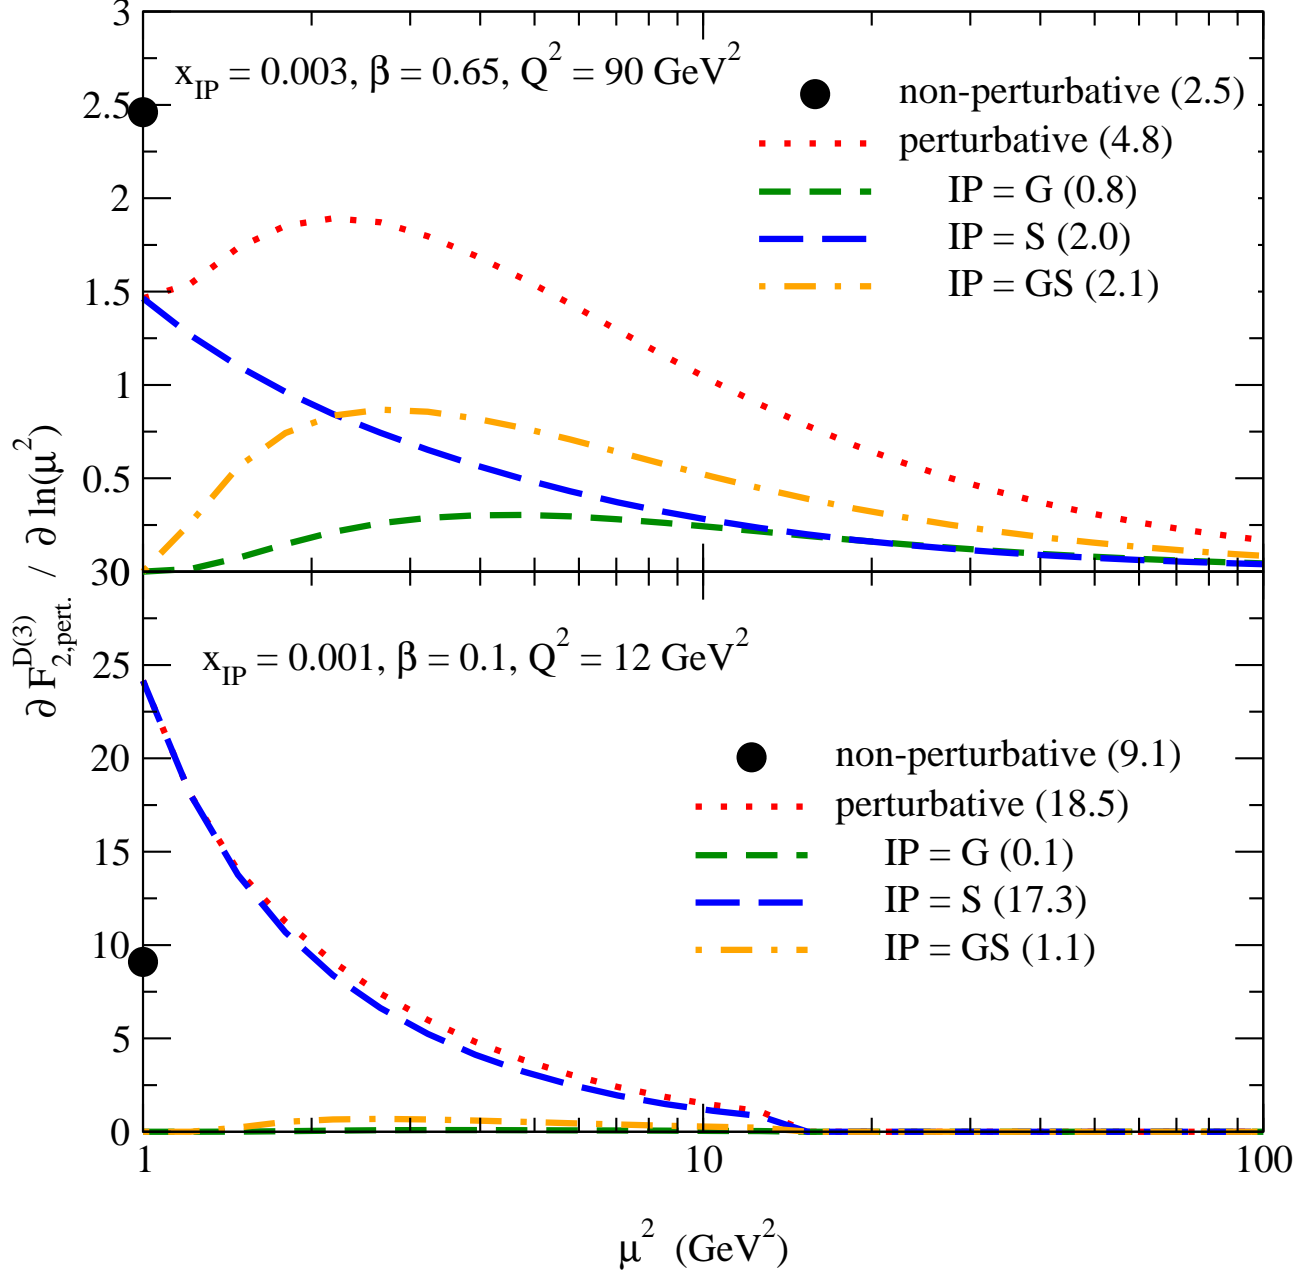 3
x_IP = 0.003, β = 0.65, Q² = 90 GeV²
non-perturbative (2.5)
2.5
perturbative (4.8)
2
IP = G (0.8)
IP = S (2.0)
1.5
IP = GS (2.1)
1
0.5
0
∂ F_{2,pert.}^{D(3)} / ∂ ln(μ²)
30
x_IP = 0.001, β = 0.1, Q² = 12 GeV²
25
20
non-perturbative (9.1)
perturbative (18.5)
15
IP = G (0.1)
IP = S (17.3)
10
IP = GS (1.1)
5
0
1 10 100
μ² (GeV²)